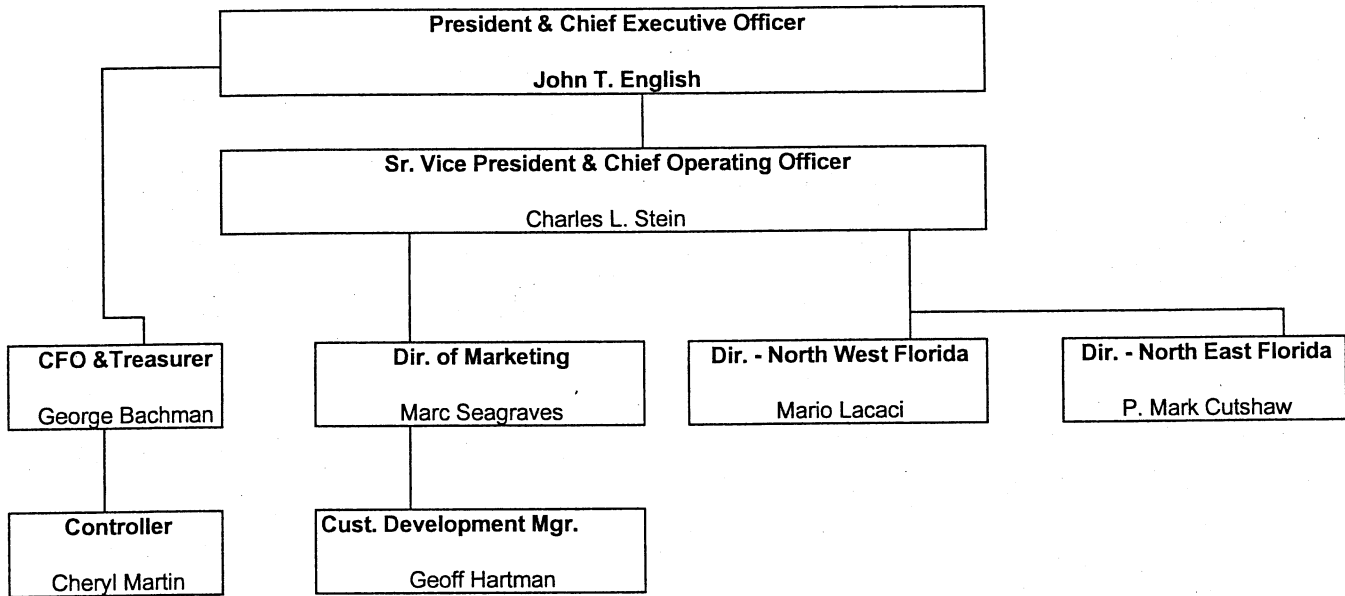 President & Chief Executive Officer
John T. English
Sr. Vice President & Chief Operating Officer
Charles L. Stein
CFO &Treasurer
George Bachman
Dir. of Marketing
Marc Seagraves
Dir. - North West Florida
Mario Lacaci
Dir. - North East Florida
P. Mark Cutshaw
Controller
Cheryl Martin
Cust. Development Mgr.
Geoff Hartman